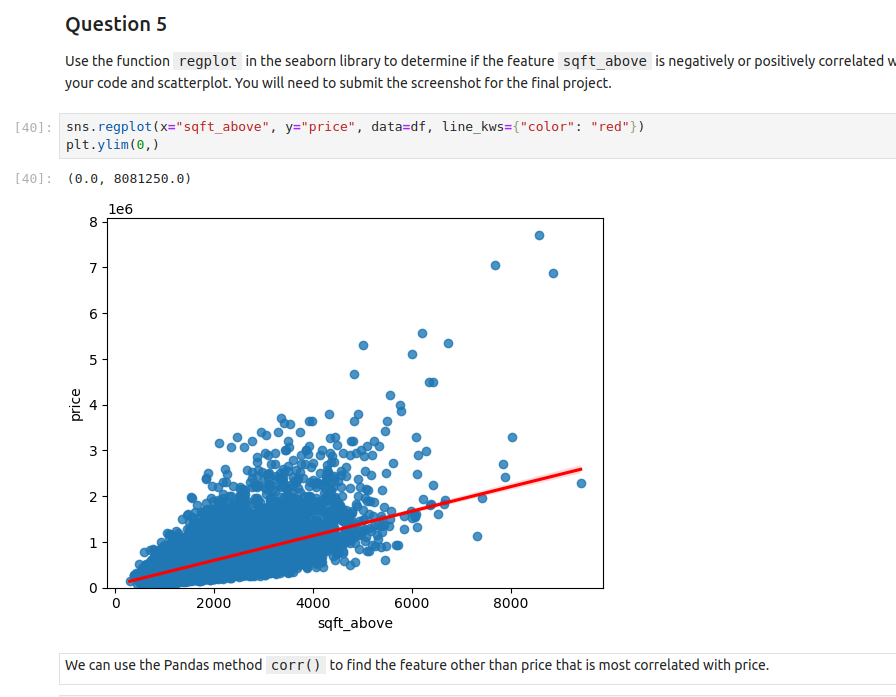 Question 5
Use the function regplot in the seaborn library to determine if the feature sqft_above is negatively or positively correlated w
your code and scatterplot. You will need to submit the screenshot for the final project.
[40]: sns.regplot(x="sqft_above", y="price", data=df, line_kws={"color": "red"})
plt.ylim(0,)
[40]: (0.0, 8081250.0)
1e6
8
7
6
5
4
3
2
1
0
price
0 2000 4000 6000 8000
sqft_above
We can use the Pandas method corr() to find the feature other than price that is most correlated with price.